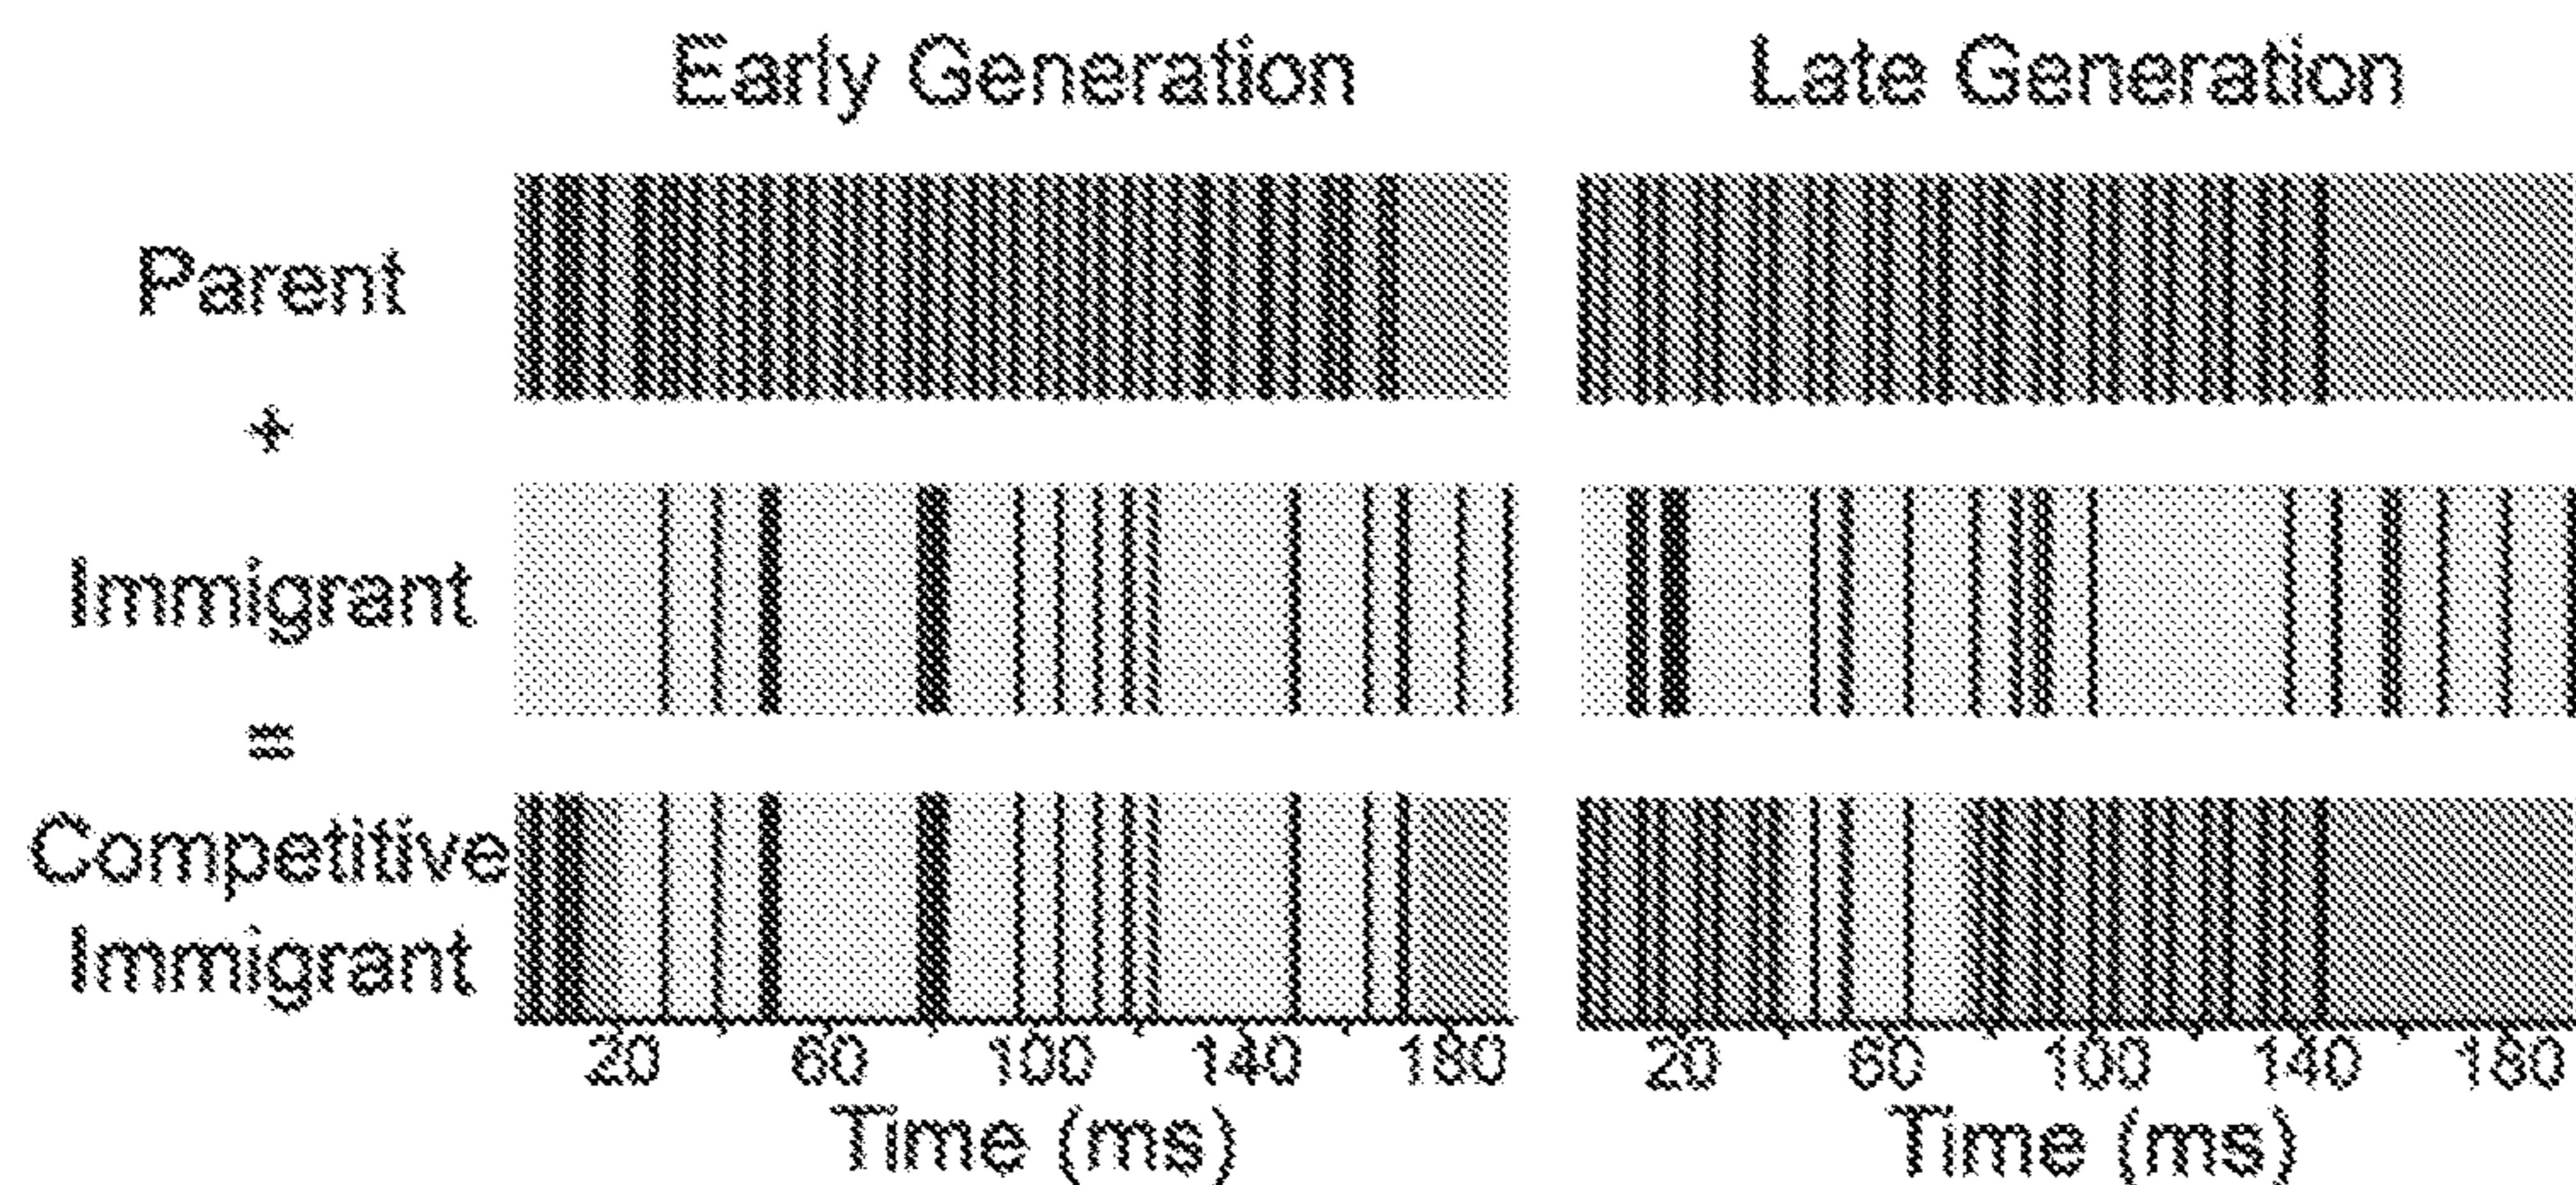 Early Generation
Late Generation
Parent
+
Immigrant
=
Competitive
Immigrant
20 60 100 140 180
20 60 100 140 180
Time (ms)
Time (ms)